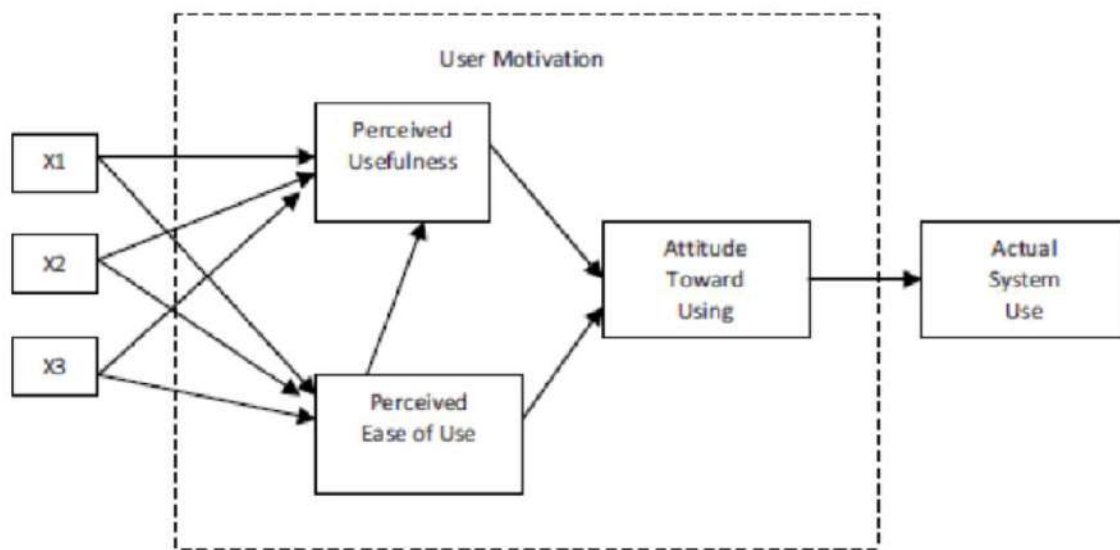 User Motivation
X1
X2
X3
Perceived
Usefulness
Perceived
Ease of Use
Attitude
Toward
Using
Actual
System
Use